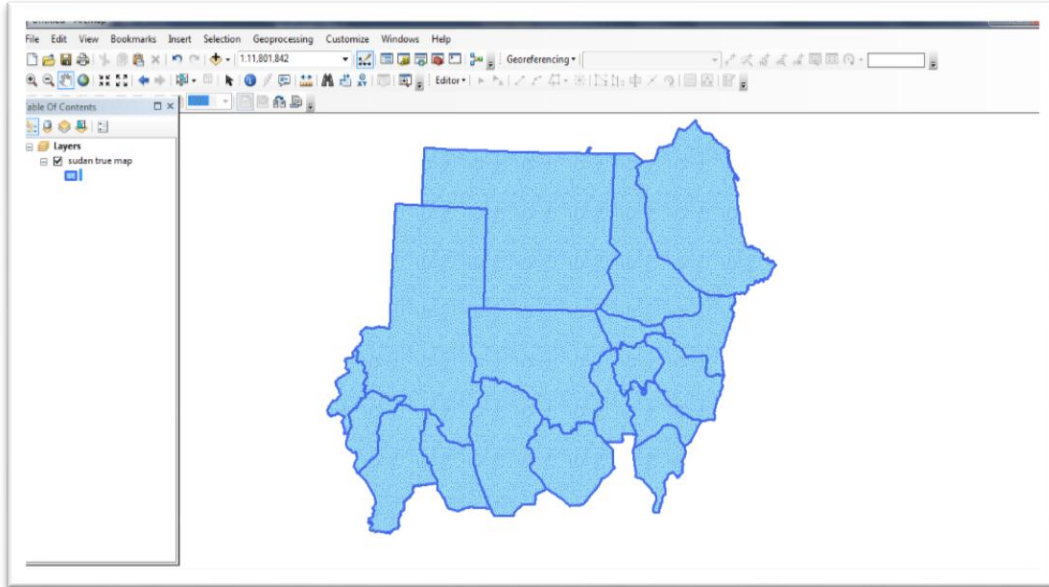 File Edit View Bookmarks Insert Selection Geoprocessing Customize Windows Help
1:11,801,842 Georeferencing
Editor
able Of Contents
Layers
sudan true map